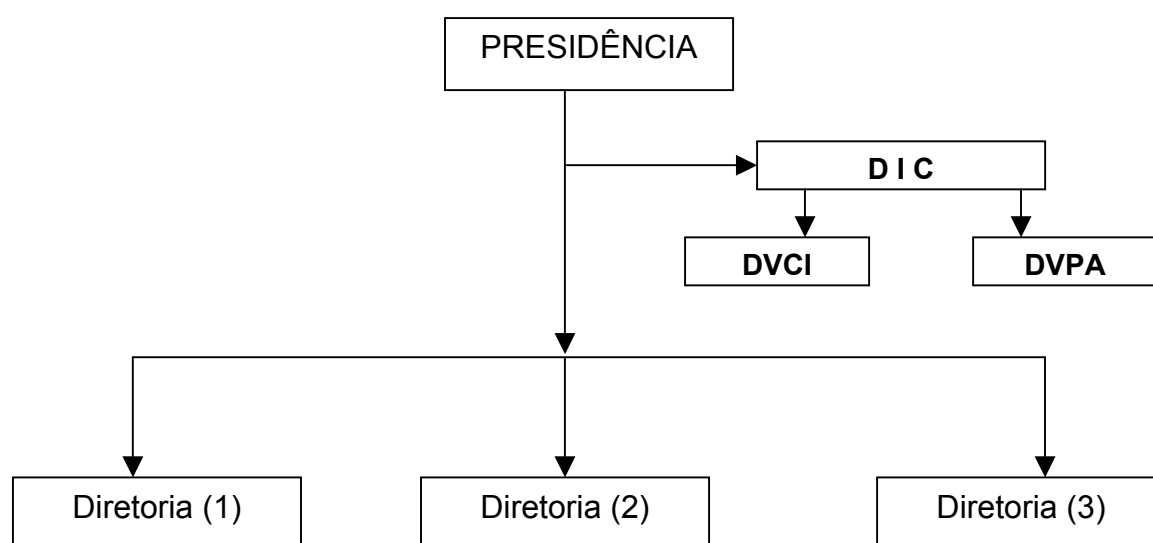 PRESIDÊNCIA
D I C
DVCI
DVPA
Diretoria (1)
Diretoria (2)
Diretoria (3)